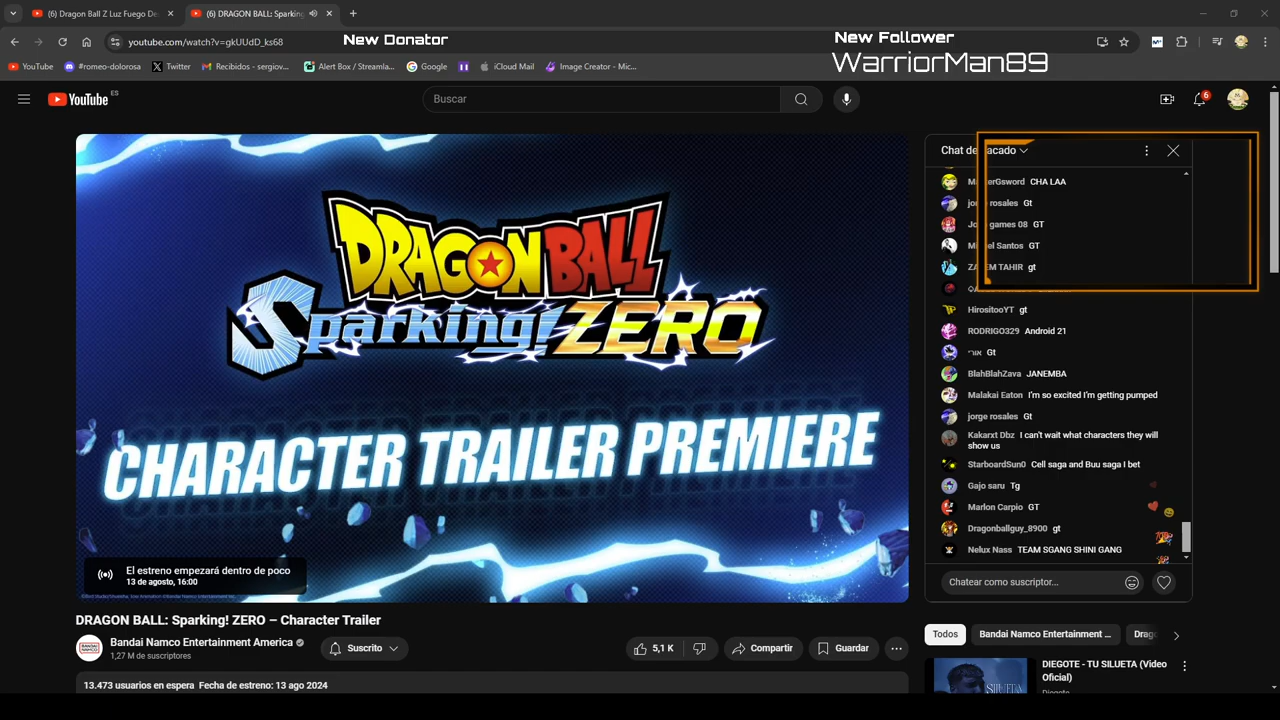 (6) Dragon Ball Z Luz Fuego De
(6) DRAGON BALL: Sparking
youtube.com/watch?v=gkUUdD_ks68
New Donator
New Follower
WarriorMan89
YouTube
#romeo-dolorosa
Twitter
Recibidos - sergiov...
Alert Box / Streamla...
Google
iCloud Mail
Image Creator - Mic...
YouTube ES
Buscar
6
DRAGON BALL
Sparking! ZERO
CHARACTER TRAILER PREMIERE
El estreno empezará dentro de poco
13 de agosto, 16:00
Chat de acado
CHA LAA
jor rosales Gt
games 08 GT
Santos GT
TAHIR gt
HirositooYT gt
RODRIGO329 Android 21
אורי Gt
BlahBlahZava JANEMBA
Malakai Eaton I'm so excited I'm getting pumped
jorge rosales Gt
Kakarxt Dbz I can't wait what characters they will
show us
StarboardSun0 Cell saga and Buu saga I bet
Gajo saru Tg
Marlon Carpio GT
Dragonballguy_8900 gt
Nelux Nass TEAM SGANG SHINI GANG
Chatear como suscriptor...
DRAGON BALL: Sparking! ZERO – Character Trailer
Bandai Namco Entertainment America
1,27 M de suscriptores
Suscrito
5,1 K
Compartir
Guardar
Todos
Bandai Namco Entertainment ...
Drago
13.473 usuarios en espera Fecha de estreno: 13 ago 2024
SILUETA
DIEGOTE - TU SILUETA (Video
Oficial)
Diegote